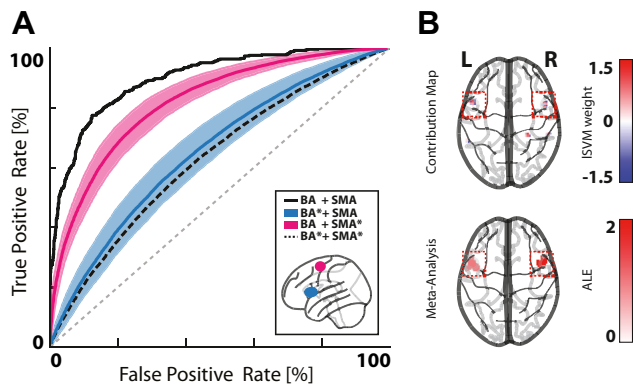 A
100
True Positive Rate [%]
0
0
100
False Positive Rate [%]
BA + SMA
BA*+ SMA
BA + SMA*
BA*+ SMA*
B
L
R
Contribution Map
1.5
0
-1.5
lSVM weight
Meta-Analysis
2
0
ALE